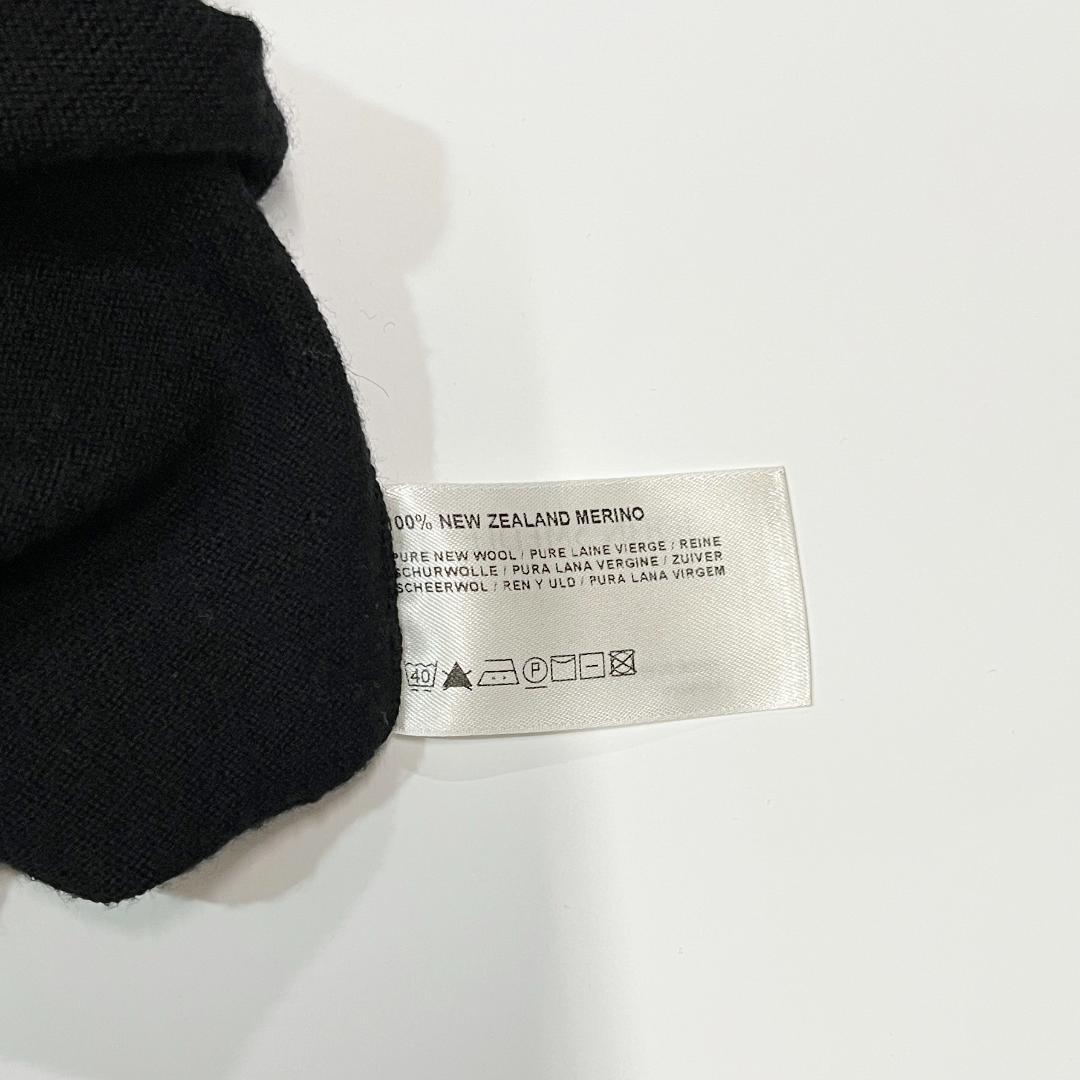 00% NEW ZEALAND MERINO
PURE NEW WOOL / PURE LAINE VIERGE / REINE
SCHURWOLLE / PURA LANA VERGINE / ZUIVER
SCHEERWOL / REN Y ULD / PURA LANA VIRGEM
40 P